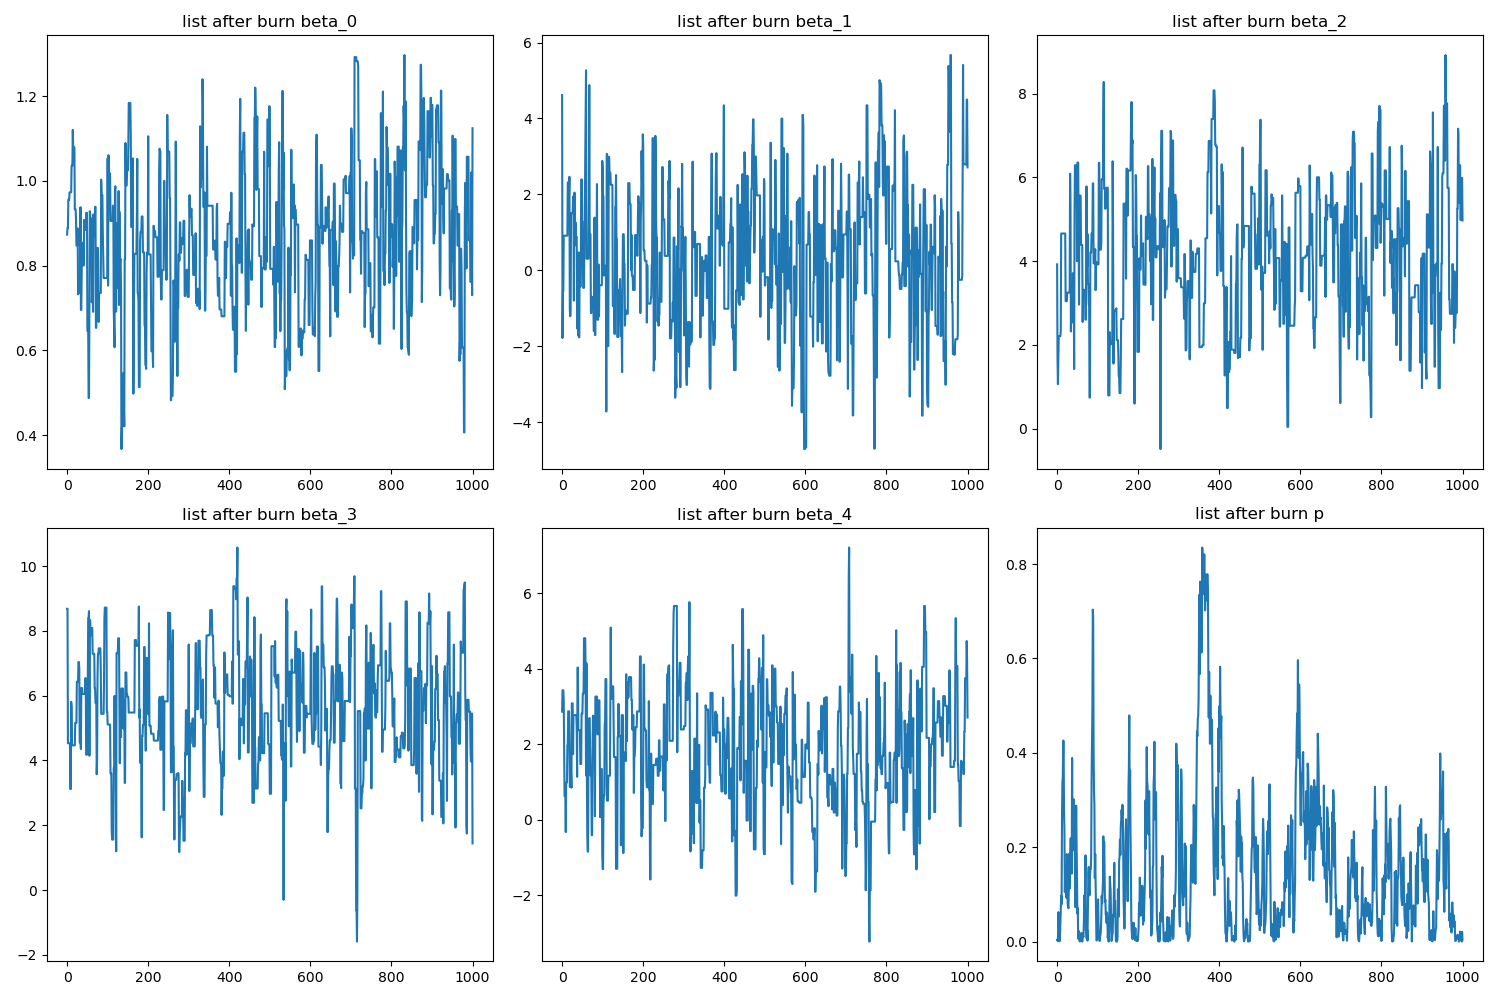 list after burn beta_0
list after burn beta_1
list after burn beta_2
1.2
1.0
0.8
0.6
0.4
0 200 400 600 800 1000
6
4
2
0
−2
−4
0 200 400 600 800 1000
8
6
4
2
0
0 200 400 600 800 1000
list after burn beta_3
list after burn beta_4
list after burn p
10
8
6
4
2
0
−2
0 200 400 600 800 1000
6
4
2
0
−2
0 200 400 600 800 1000
0.8
0.6
0.4
0.2
0.0
0 200 400 600 800 1000